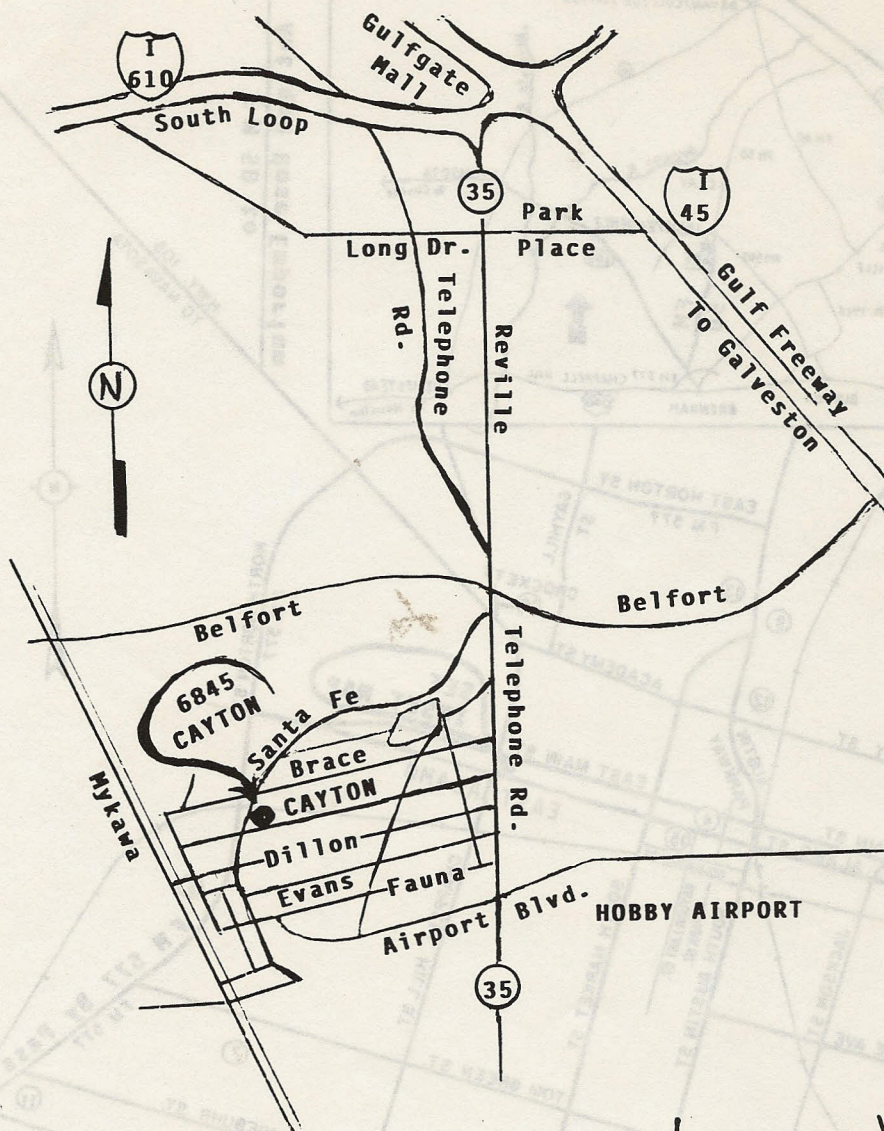 I
610
South Loop
Gulfgate
Mall
35
I
45
Park
Place
Long Dr.
Telephone
Rd.
Reville
Gulf Freeway
To Galveston
N
Belfort
Belfort
6845
CAYTON
Santa Fe
Telephone Rd.
Brace
CAYTON
Mykawa
Dillon
Evans
Fauna
Airport Blvd.
HOBBY AIRPORT
35